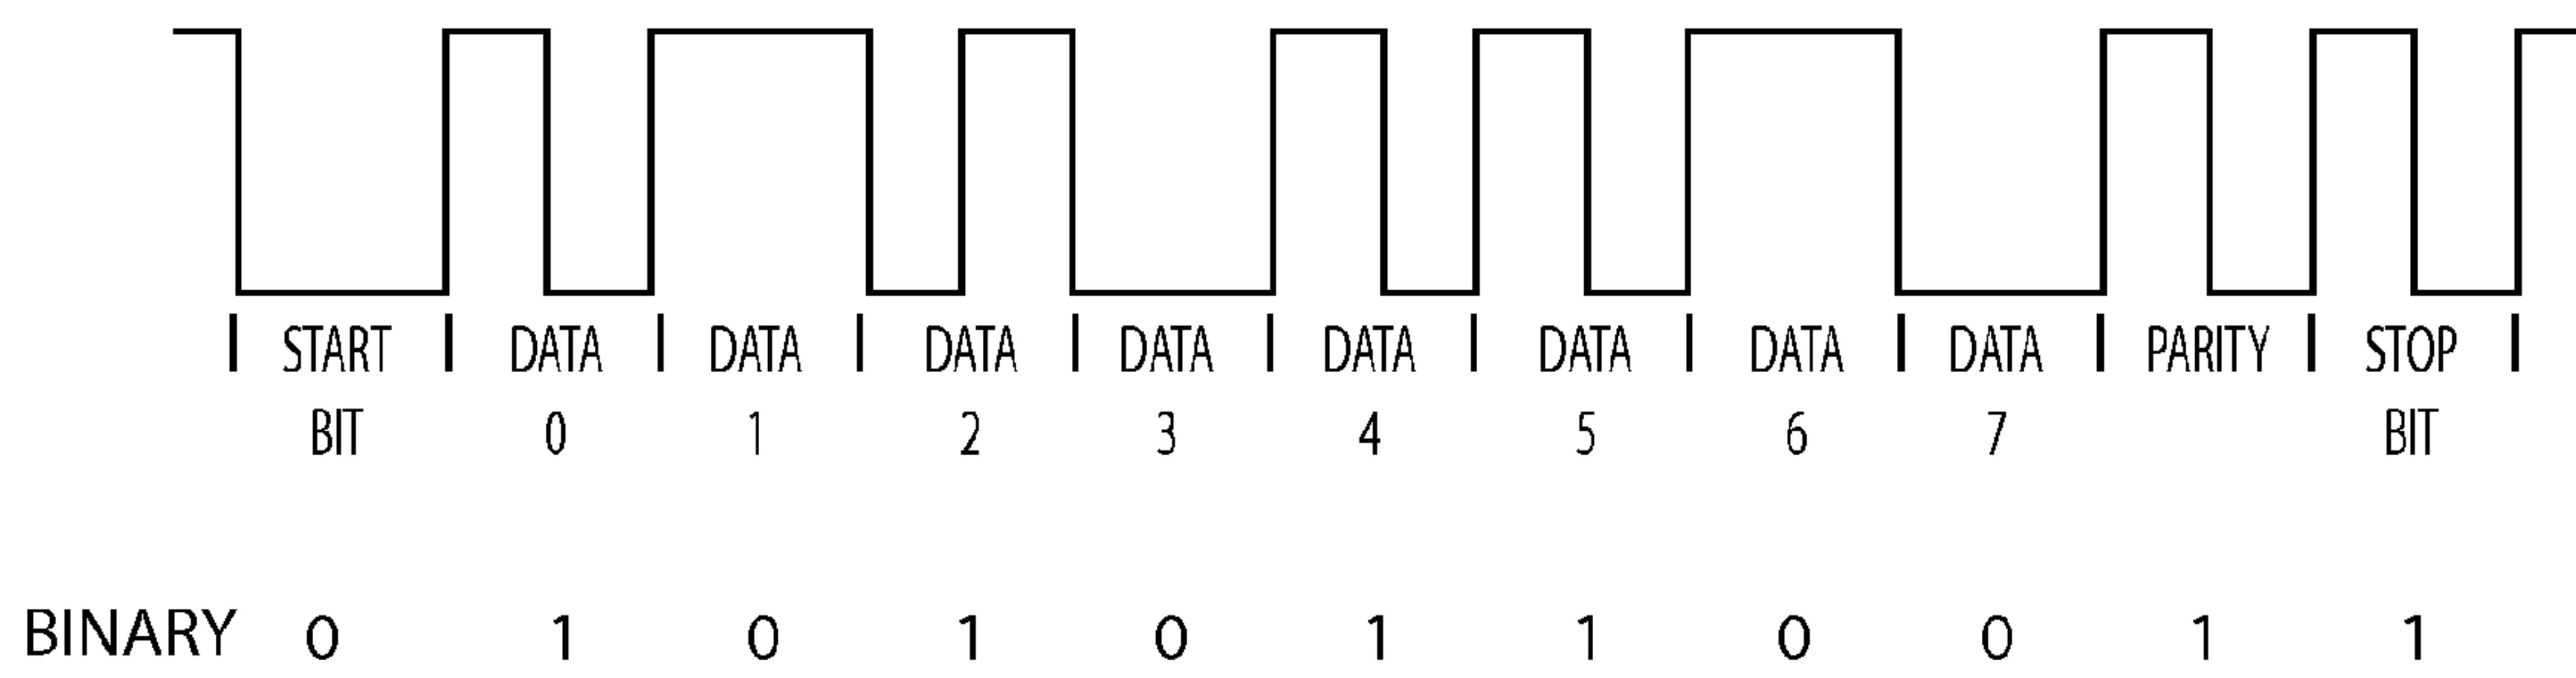 START DATA DATA DATA DATA DATA DATA DATA DATA PARITY STOP
BIT 0 1 2 3 4 5 6 7 BIT
BINARY 0 1 0 1 0 1 1 0 0 1 1